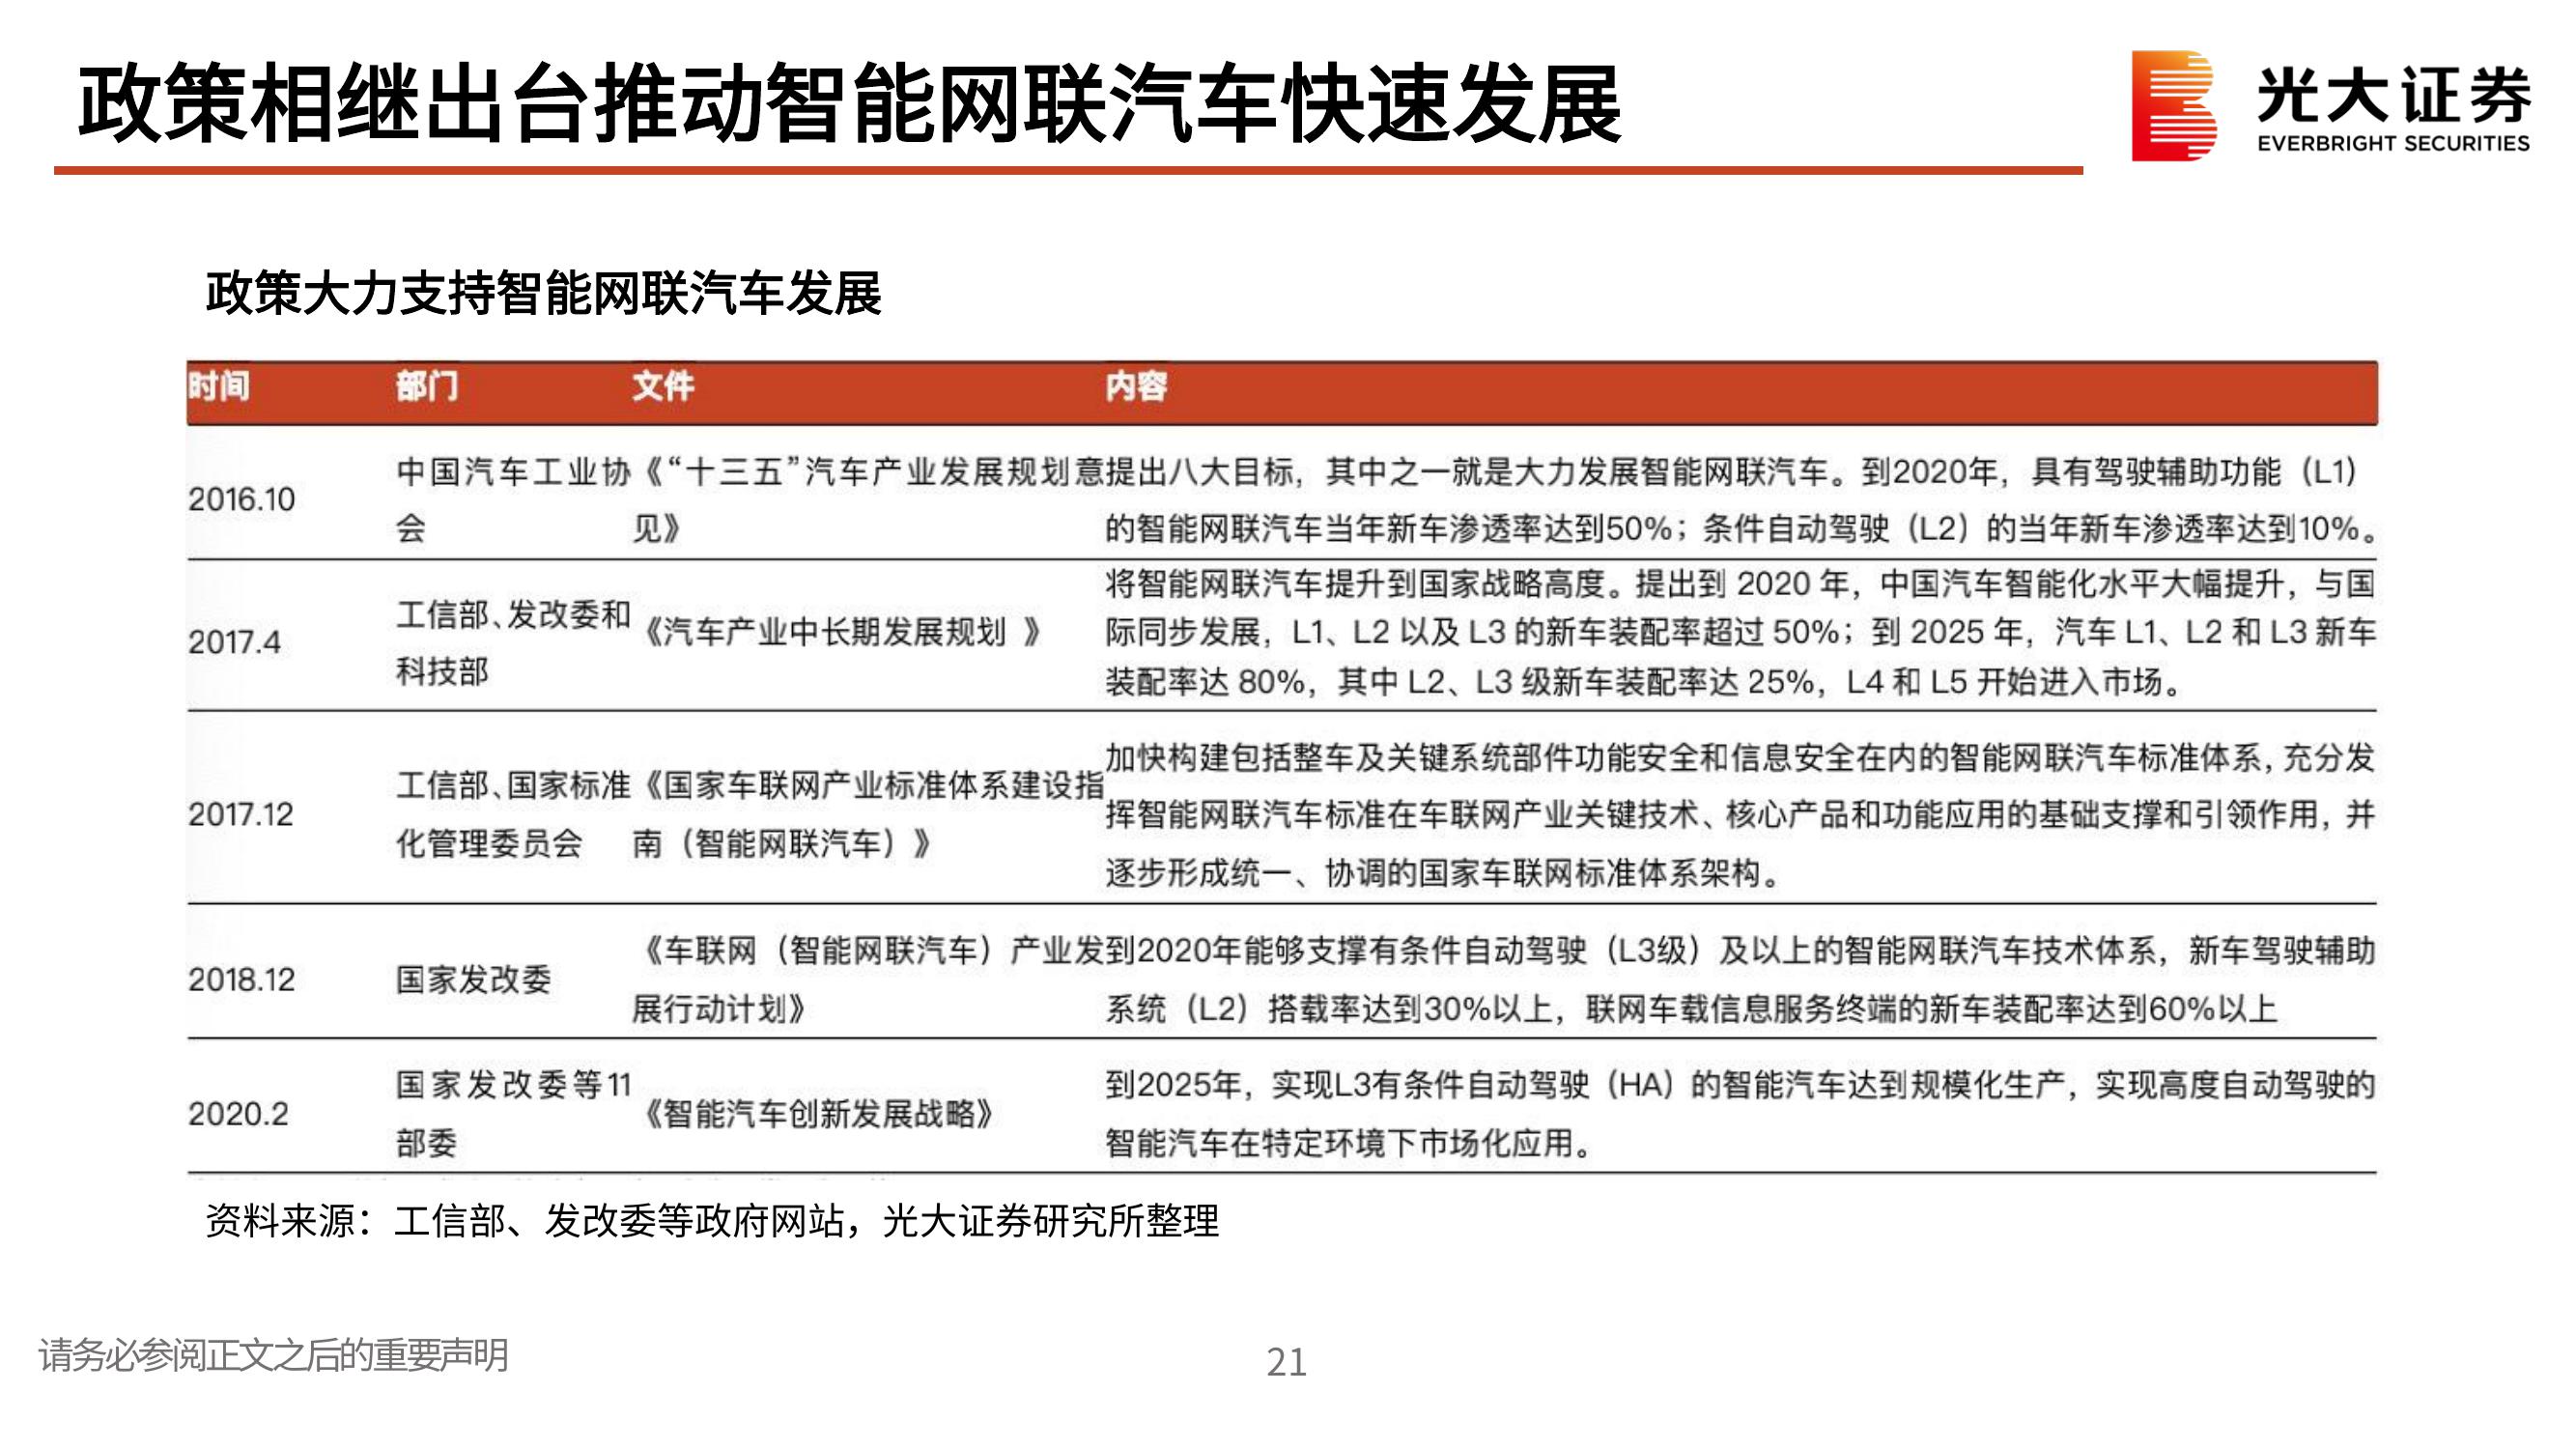 政策相继出台推动智能网联汽车快速发展
光大证券
EVERBRIGHT SECURITIES
政策大力支持智能网联汽车发展
时间 部门 文件 内容
2016.10
中国汽车工业协
会
《“十三五”汽车产业发展规划意
见》
提出八大目标，其中之一就是大力发展智能网联汽车。到2020年，具有驾驶辅助功能（L1）
的智能网联汽车当年新车渗透率达到50%；条件自动驾驶（L2）的当年新车渗透率达到10%。
2017.4
工信部、发改委和
科技部
《汽车产业中长期发展规划 》
将智能网联汽车提升到国家战略高度。提出到 2020 年，中国汽车智能化水平大幅提升，与国
际同步发展，L1、L2 以及 L3 的新车装配率超过 50%；到 2025 年，汽车 L1、L2 和 L3 新车
装配率达 80%，其中 L2、L3 级新车装配率达 25%，L4 和 L5 开始进入市场。
2017.12
工信部、国家标准
化管理委员会
《国家车联网产业标准体系建设指
南（智能网联汽车）》
加快构建包括整车及关键系统部件功能安全和信息安全在内的智能网联汽车标准体系，充分发
挥智能网联汽车标准在车联网产业关键技术、核心产品和功能应用的基础支撑和引领作用，并
逐步形成统一、协调的国家车联网标准体系架构。
2018.12
国家发改委
《车联网（智能网联汽车）产业发
展行动计划》
到2020年能够支撑有条件自动驾驶（L3级）及以上的智能网联汽车技术体系，新车驾驶辅助
系统（L2）搭载率达到30%以上，联网车载信息服务终端的新车装配率达到60%以上
2020.2
国家发改委等11
部委
《智能汽车创新发展战略》
到2025年，实现L3有条件自动驾驶（HA）的智能汽车达到规模化生产，实现高度自动驾驶的
智能汽车在特定环境下市场化应用。
资料来源：工信部、发改委等政府网站，光大证券研究所整理
请务必参阅正文之后的重要声明
21